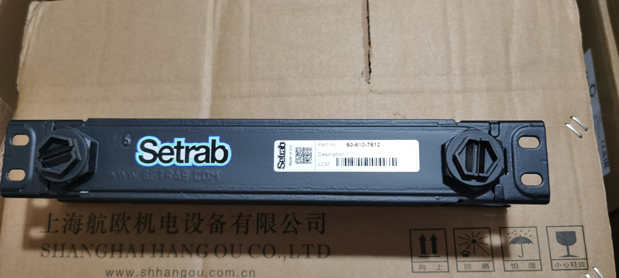 6
Setrab
WWW.SETRAB.COM
Setrab
Part no. 50-610-7612
Description
LCM
上海航欧机电设备有限公司
SHANGHAI HANG OU CO.,LTD
www.shhangou.com.cn
向上
防晒
怕湿
小心轻放